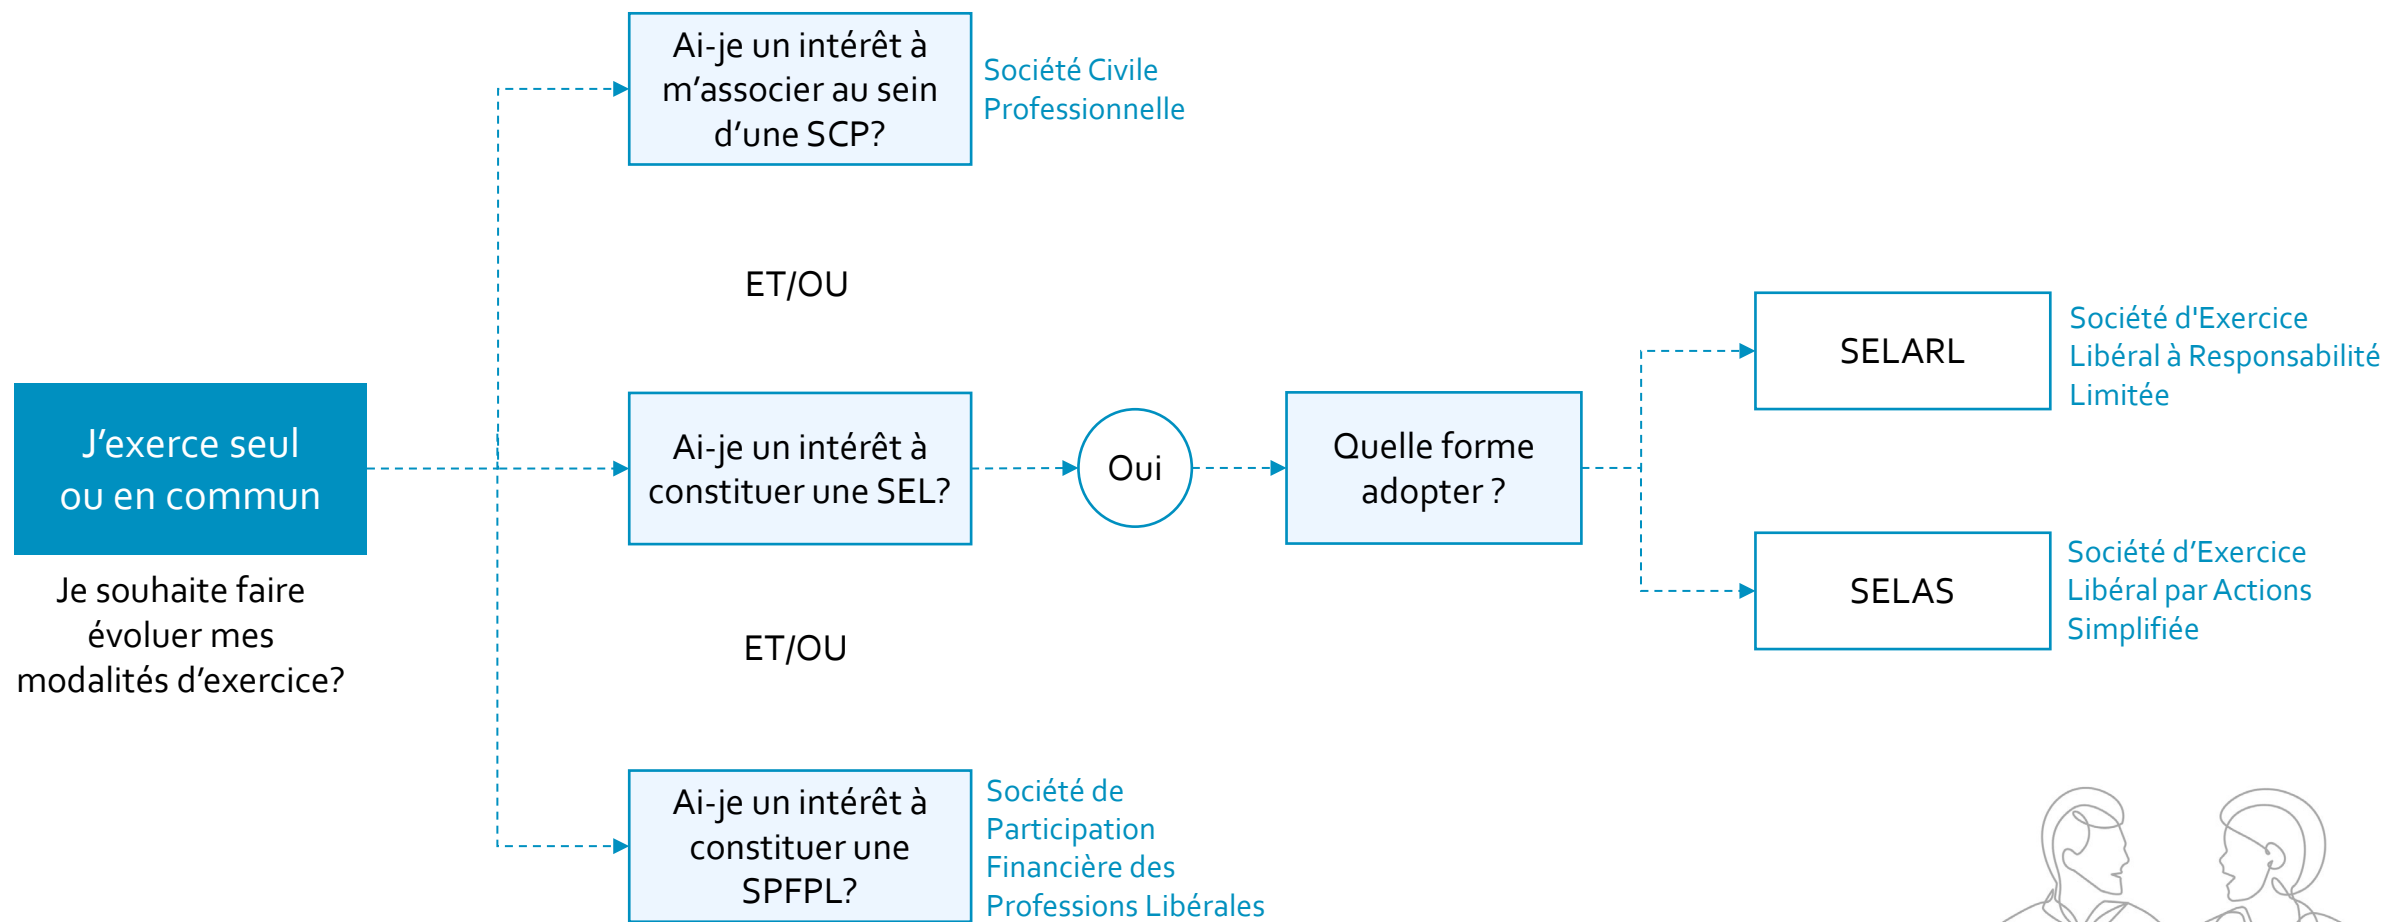 J’exerce seul
ou en commun
Je souhaite faire
évoluer mes
modalités d’exercice?
Ai-je un intérêt à
m’associer au sein
d’une SCP?
Société Civile
Professionnelle
ET/OU
Ai-je un intérêt à
constituer une SEL?
Oui
Quelle forme
adopter ?
SELARL
Société d'Exercice
Libéral à Responsabilité
Limitée
SELAS
Société d’Exercice
Libéral par Actions
Simplifiée
ET/OU
Ai-je un intérêt à
constituer une
SPFPL?
Société de
Participation
Financière des
Professions Libérales